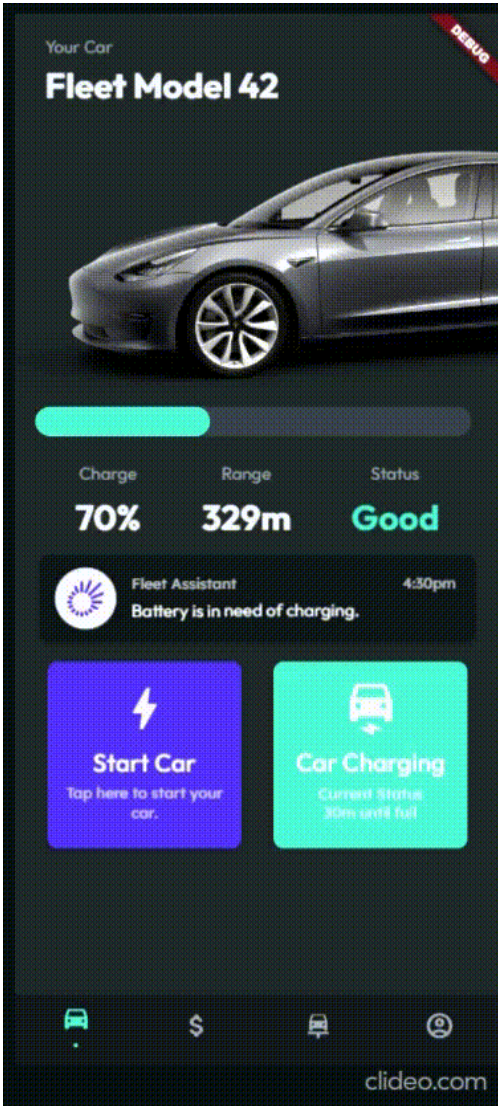 Your Car
DEBUG
Fleet Model 42
Charge Range Status
70% 329m Good
Fleet Assistant 4:30pm
Battery is in need of charging.
Start Car
Tap here to start your
car.
Car Charging
Current Status
30m until full
clideo.com